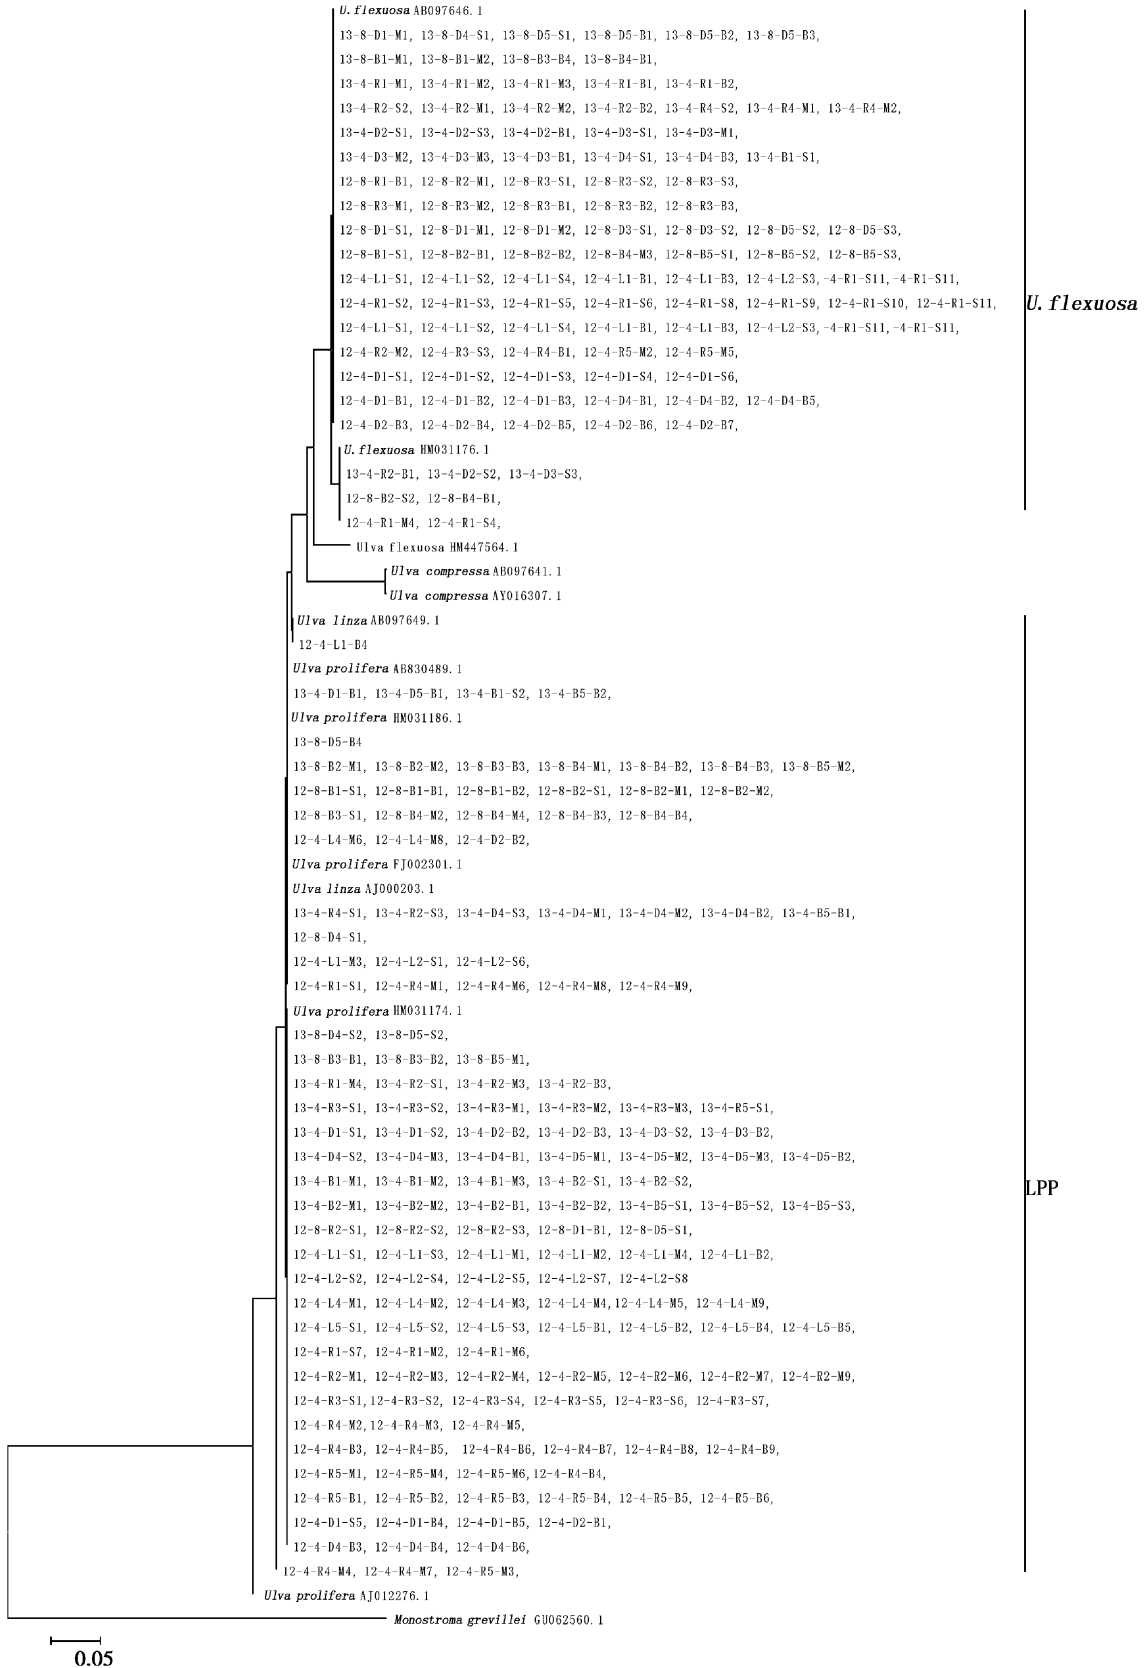 U. flexuosa AB097646.1
13-8-D1-M1, 13-8-D4-S1, 13-8-D5-S1, 13-8-D5-B1, 13-8-D5-B2, 13-8-D5-B3,
13-8-B1-M1, 13-8-B1-M2, 13-8-B3-B4, 13-8-B4-B1,
13-4-R1-M1, 13-4-R1-M2, 13-4-R1-M3, 13-4-R1-B1, 13-4-R1-B2,
13-4-R2-S2, 13-4-R2-M1, 13-4-R2-M2, 13-4-R2-B2, 13-4-R4-S2, 13-4-R4-M1, 13-4-R4-M2,
13-4-D2-S1, 13-4-D2-S3, 13-4-D2-B1, 13-4-D3-S1, 13-4-D3-M1,
13-4-D3-M2, 13-4-D3-M3, 13-4-D3-B1, 13-4-D4-S1, 13-4-D4-B3, 13-4-B1-S1,
12-8-R1-B1, 12-8-R2-M1, 12-8-R3-S1, 12-8-R3-S2, 12-8-R3-S3,
12-8-R3-M1, 12-8-R3-M2, 12-8-R3-B1, 12-8-R3-B2, 12-8-R3-B3,
12-8-D1-S1, 12-8-D1-M1, 12-8-D1-M2, 12-8-D3-S1, 12-8-D3-S2, 12-8-D5-S2, 12-8-D5-S3,
12-8-B1-S1, 12-8-B2-B1, 12-8-B2-B2, 12-8-B4-M3, 12-8-B5-S1, 12-8-B5-S2, 12-8-B5-S3,
12-4-L1-S1, 12-4-L1-S2, 12-4-L1-S4, 12-4-L1-B1, 12-4-L1-B3, 12-4-L2-S3, -4-R1-S11, -4-R1-S11,
12-4-R1-S2, 12-4-R1-S3, 12-4-R1-S5, 12-4-R1-S6, 12-4-R1-S8, 12-4-R1-S9, 12-4-R1-S10, 12-4-R1-S11,
U. flexuosa
12-4-L1-S1, 12-4-L1-S2, 12-4-L1-S4, 12-4-L1-B1, 12-4-L1-B3, 12-4-L2-S3, -4-R1-S11, -4-R1-S11,
12-4-R2-M2, 12-4-R3-S3, 12-4-R4-B1, 12-4-R5-M2, 12-4-R5-M5,
12-4-D1-S1, 12-4-D1-S2, 12-4-D1-S3, 12-4-D1-S4, 12-4-D1-S6,
12-4-D1-B1, 12-4-D1-B2, 12-4-D1-B3, 12-4-D4-B1, 12-4-D4-B2, 12-4-D4-B5,
12-4-D2-B3, 12-4-D2-B4, 12-4-D2-B5, 12-4-D2-B6, 12-4-D2-B7,
U. flexuosa HM031176.1
13-4-R2-B1, 13-4-D2-S2, 13-4-D3-S3,
12-8-B2-S2, 12-8-B4-B1,
12-4-R1-M4, 12-4-R1-S4,
Ulva flexuosa HM447564.1
Ulva compressa AB097641.1
Ulva compressa AY016307.1
Ulva linza AB097649.1
12-4-L1-B4
Ulva prolifera AB830489.1
13-4-D1-B1, 13-4-D5-B1, 13-4-B1-S2, 13-4-B5-B2,
Ulva prolifera HM031186.1
13-8-D5-B4
13-8-B2-M1, 13-8-B2-M2, 13-8-B3-B3, 13-8-B4-M1, 13-8-B4-B2, 13-8-B4-B3, 13-8-B5-M2,
12-8-B1-S1, 12-8-B1-B1, 12-8-B1-B2, 12-8-B2-S1, 12-8-B2-M1, 12-8-B2-M2,
12-8-B3-S1, 12-8-B4-M2, 12-8-B4-M4, 12-8-B4-B3, 12-8-B4-B4,
12-4-L4-M6, 12-4-L4-M8, 12-4-D2-B2,
Ulva prolifera FJ002301.1
Ulva linza AJ000203.1
13-4-R4-S1, 13-4-R2-S3, 13-4-D4-S3, 13-4-D4-M1, 13-4-D4-M2, 13-4-D4-B2, 13-4-B5-B1,
12-8-D4-S1,
12-4-L1-M3, 12-4-L2-S1, 12-4-L2-S6,
12-4-R1-S1, 12-4-R4-M1, 12-4-R4-M6, 12-4-R4-M8, 12-4-R4-M9,
Ulva prolifera HM031174.1
13-8-D4-S2, 13-8-D5-S2,
13-8-B3-B1, 13-8-B3-B2, 13-8-B5-M1,
13-4-R1-M4, 13-4-R2-S1, 13-4-R2-M3, 13-4-R2-B3,
13-4-R3-S1, 13-4-R3-S2, 13-4-R3-M1, 13-4-R3-M2, 13-4-R3-M3, 13-4-R5-S1,
13-4-D1-S1, 13-4-D1-S2, 13-4-D2-B2, 13-4-D2-B3, 13-4-D3-S2, 13-4-D3-B2,
13-4-D4-S2, 13-4-D4-M3, 13-4-D4-B1, 13-4-D5-M1, 13-4-D5-M2, 13-4-D5-M3, 13-4-D5-B2,
13-4-B1-M1, 13-4-B1-M2, 13-4-B1-M3, 13-4-B2-S1, 13-4-B2-S2,
LPP
13-4-B2-M1, 13-4-B2-M2, 13-4-B2-B1, 13-4-B2-B2, 13-4-B5-S1, 13-4-B5-S2, 13-4-B5-S3,
12-8-R2-S1, 12-8-R2-S2, 12-8-R2-S3, 12-8-D1-B1, 12-8-D5-S1,
12-4-L1-S1, 12-4-L1-S3, 12-4-L1-M1, 12-4-L1-M2, 12-4-L1-M4, 12-4-L1-B2,
12-4-L2-S2, 12-4-L2-S4, 12-4-L2-S5, 12-4-L2-S7, 12-4-L2-S8
12-4-L4-M1, 12-4-L4-M2, 12-4-L4-M3, 12-4-L4-M4, 12-4-L4-M5, 12-4-L4-M9,
12-4-L5-S1, 12-4-L5-S2, 12-4-L5-S3, 12-4-L5-B1, 12-4-L5-B2, 12-4-L5-B4, 12-4-L5-B5,
12-4-R1-S7, 12-4-R1-M2, 12-4-R1-M6,
12-4-R2-M1, 12-4-R2-M3, 12-4-R2-M4, 12-4-R2-M5, 12-4-R2-M6, 12-4-R2-M7, 12-4-R2-M9,
12-4-R3-S1, 12-4-R3-S2, 12-4-R3-S4, 12-4-R3-S5, 12-4-R3-S6, 12-4-R3-S7,
12-4-R4-M2, 12-4-R4-M3, 12-4-R4-M5,
12-4-R4-B3, 12-4-R4-B5, 12-4-R4-B6, 12-4-R4-B7, 12-4-R4-B8, 12-4-R4-B9,
12-4-R5-M1, 12-4-R5-M4, 12-4-R5-M6, 12-4-R4-B4,
12-4-R5-B1, 12-4-R5-B2, 12-4-R5-B3, 12-4-R5-B4, 12-4-R5-B5, 12-4-R5-B6,
12-4-D1-S5, 12-4-D1-B4, 12-4-D1-B5, 12-4-D2-B1,
12-4-D4-B3, 12-4-D4-B4, 12-4-D4-B6,
12-4-R4-M4, 12-4-R4-M7, 12-4-R5-M3,
Ulva prolifera AJ012276.1
Monostroma grevillei GU062560.1
0.05